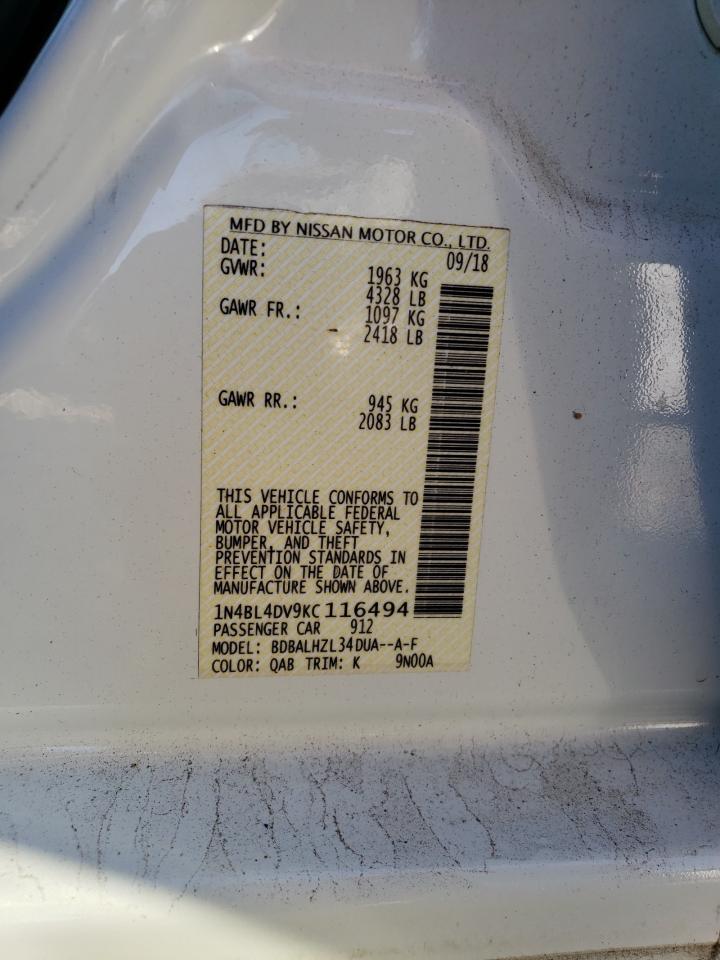 MFD BY NISSAN MOTOR CO., LTD.
DATE: 09/18
GVWR: 1963 KG
4328 LB
GAWR FR.: 1097 KG
2418 LB
GAWR RR.: 945 KG
2083 LB
THIS VEHICLE CONFORMS TO
ALL APPLICABLE FEDERAL
MOTOR VEHICLE SAFETY,
BUMPER, AND THEFT
PREVENTION STANDARDS IN
EFFECT ON THE DATE OF
MANUFACTURE SHOWN ABOVE.
1N4BL4DV9KC116494
PASSENGER CAR 912
MODEL: BDBALHZL34DUA--A-F
COLOR: QAB TRIM: K 9N00A